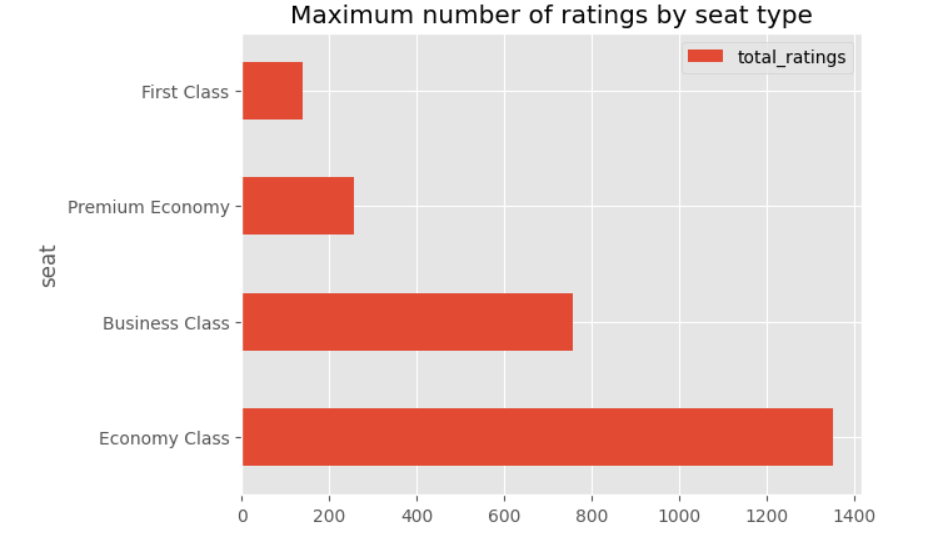 Maximum number of ratings by seat type
total_ratings
First Class
Premium Economy
seat
Business Class
Economy Class
0 200 400 600 800 1000 1200 1400